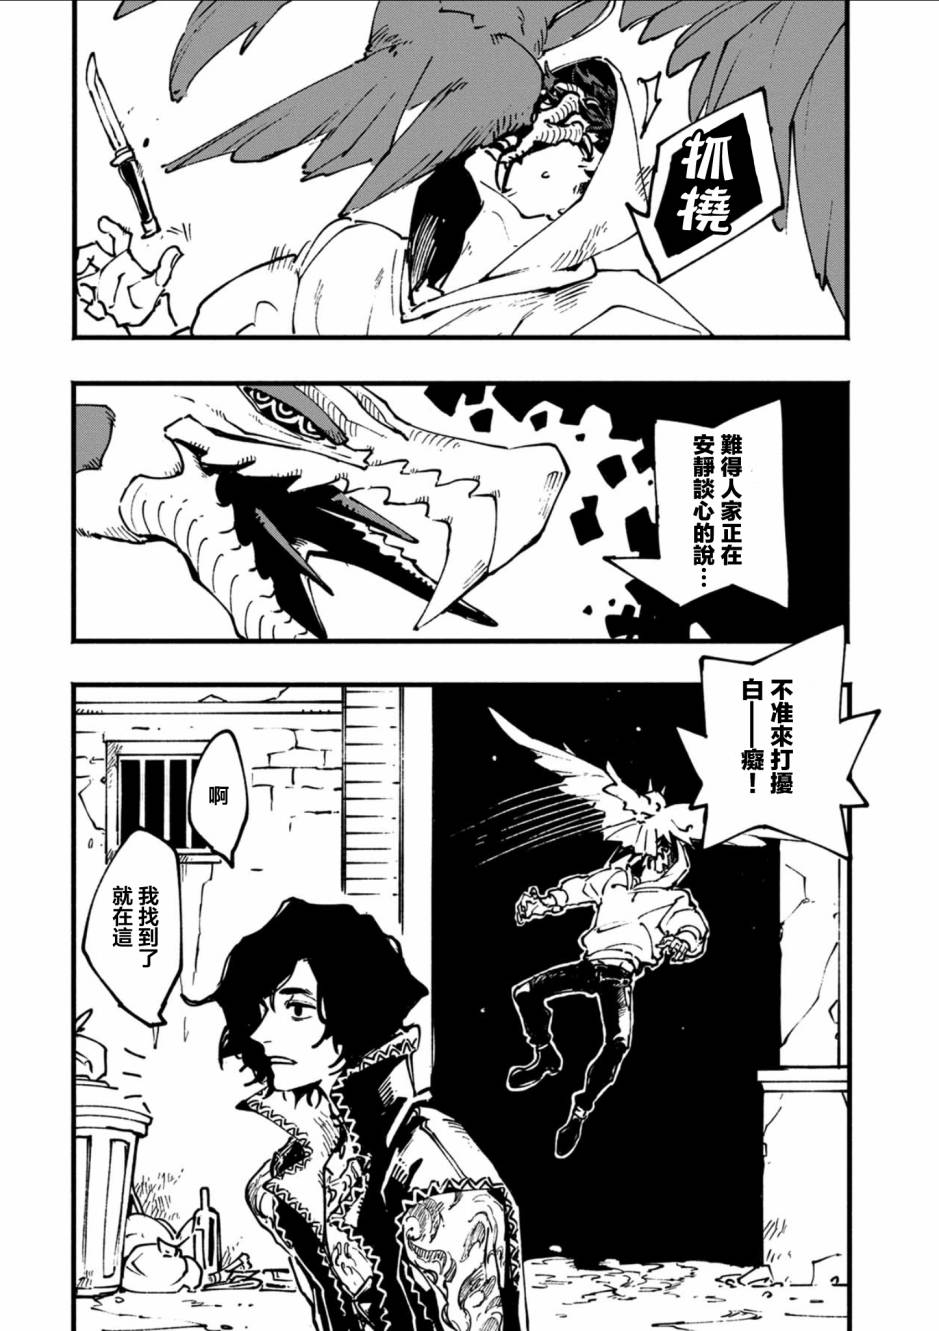 抓
撓
難得人家正在
安靜談心的說…
不准來打擾
白——癡！
啊
我找到了
就在這